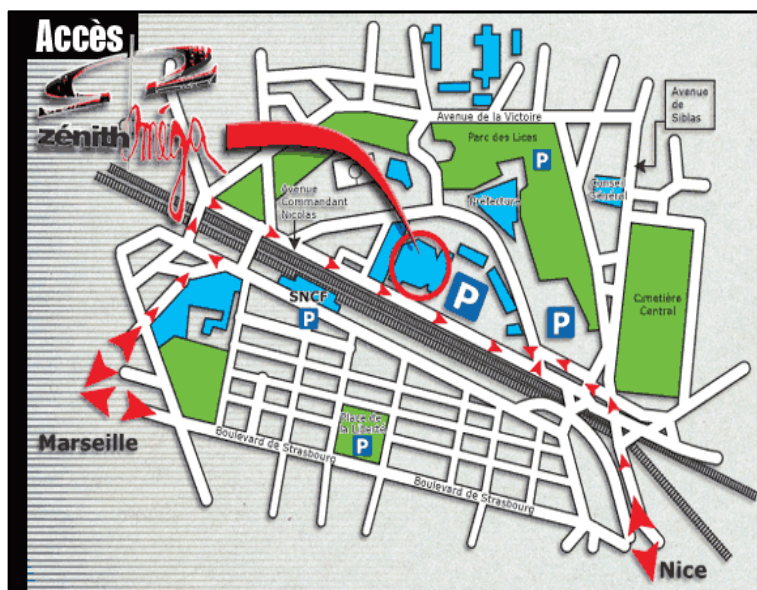 Accès
zénith
Oméga
Avenue de la Victoire
Parc des Lices
P
Avenue
de
Siblas
Conseil
Général
Préfecture
Avenue
Commandant
Nicolas
SNCF
P
P
P
Cimetière
Central
Marseille
Place de
la Liberté
P
Boulevard de Strasbourg
Boulevard de Strasbourg
Nice